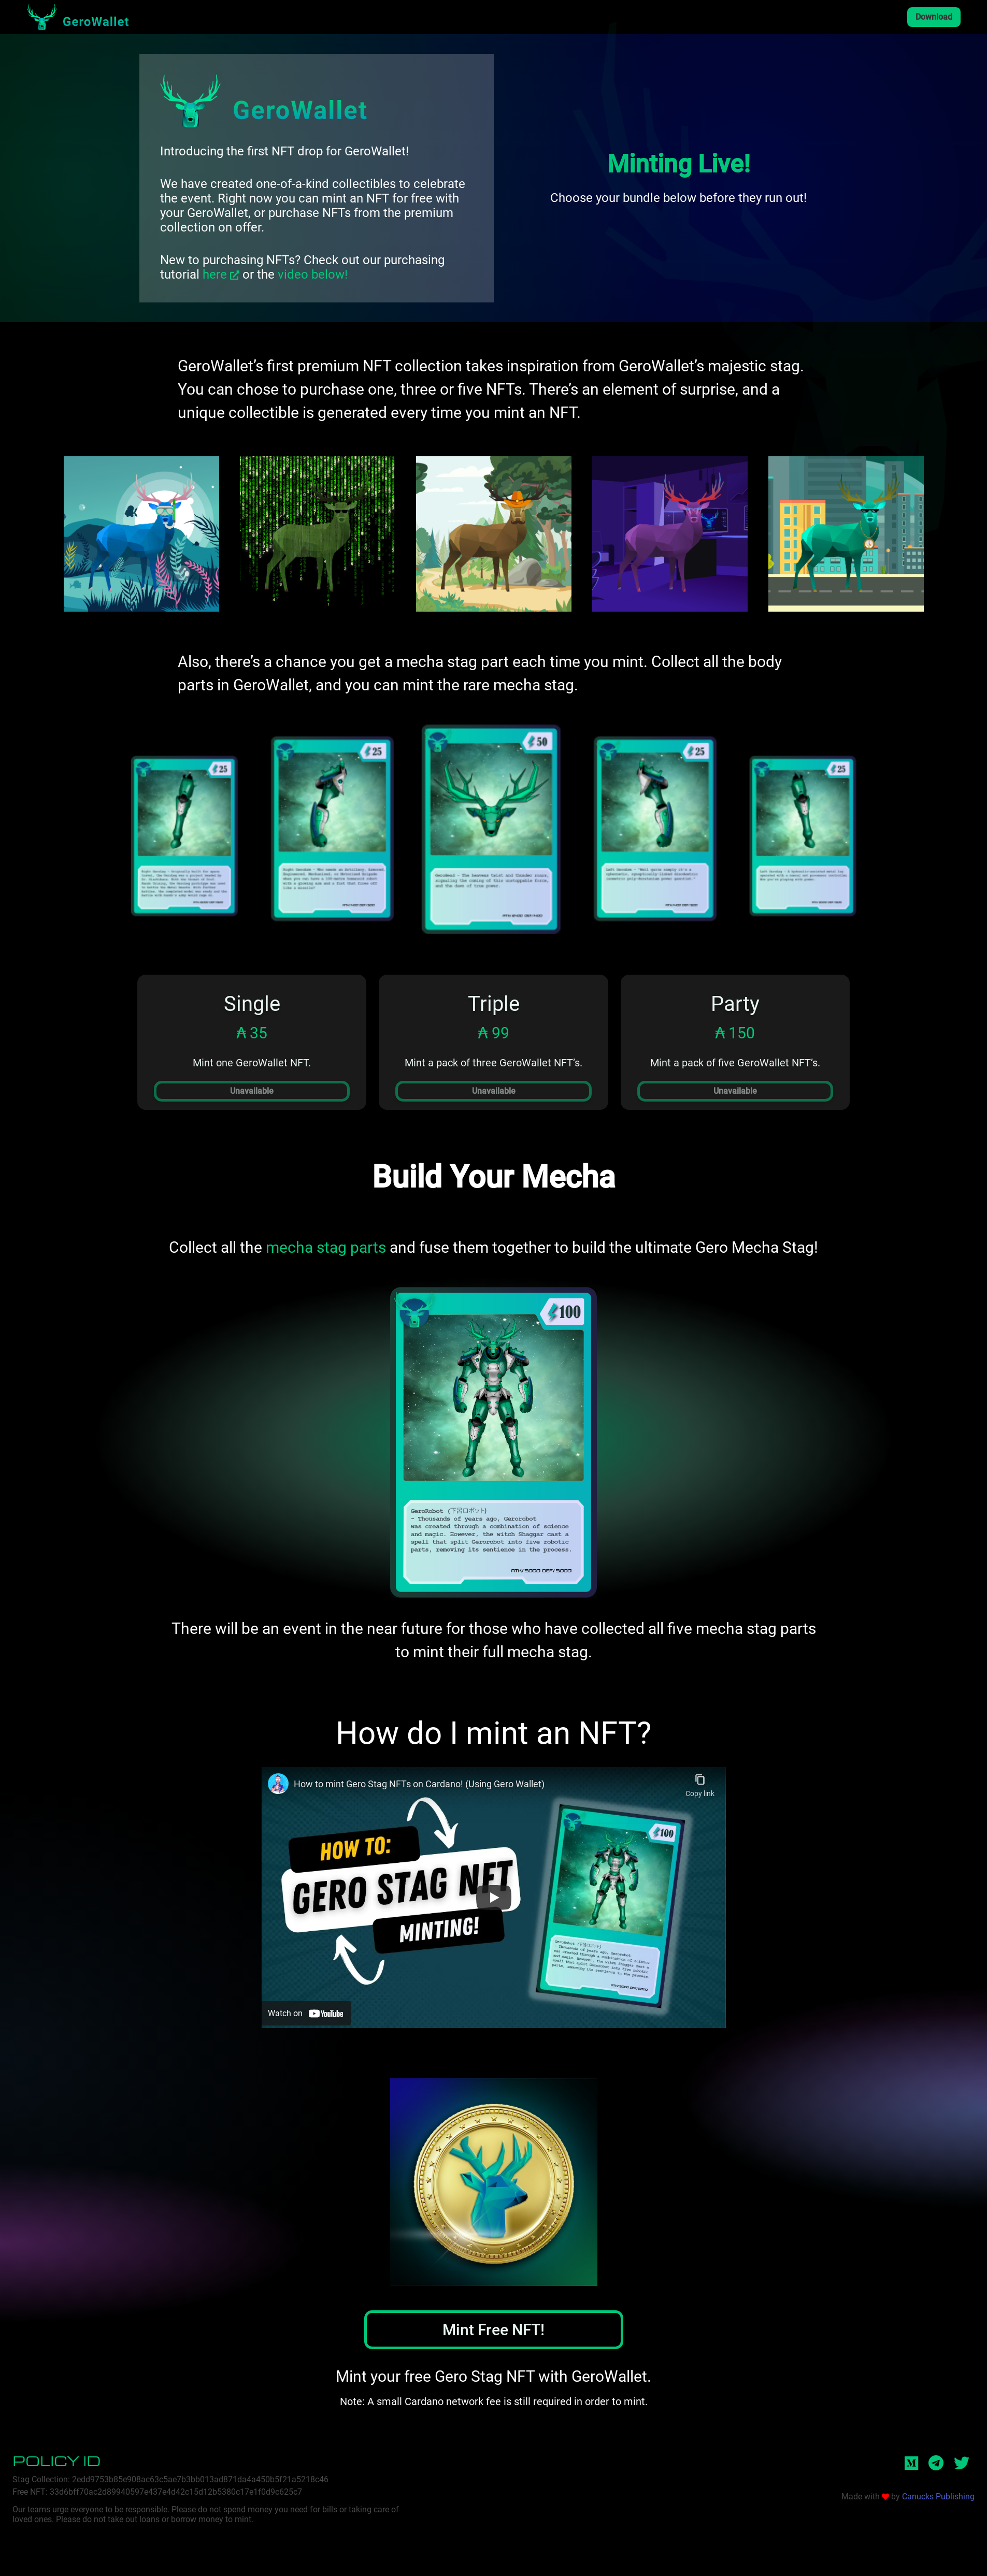 GeroWallet
Download
GeroWallet
Introducing the first NFT drop for GeroWallet!
We have created one-of-a-kind collectibles to celebrate
the event. Right now you can mint an NFT for free with
your GeroWallet, or purchase NFTs from the premium
collection on offer.
New to purchasing NFTs? Check out our purchasing
tutorial here or the video below!
Minting Live!
Choose your bundle below before they run out!
GeroWallet’s first premium NFT collection takes inspiration from GeroWallet’s majestic stag.
You can chose to purchase one, three or five NFTs. There’s an element of surprise, and a
unique collectible is generated every time you mint an NFT.
Also, there’s a chance you get a mecha stag part each time you mint. Collect all the body
parts in GeroWallet, and you can mint the rare mecha stag.
25
25
50
25
25
Single
₳ 35
Mint one GeroWallet NFT.
Unavailable
Triple
₳ 99
Mint a pack of three GeroWallet NFT’s.
Unavailable
Party
₳ 150
Mint a pack of five GeroWallet NFT’s.
Unavailable
Build Your Mecha
Collect all the mecha stag parts and fuse them together to build the ultimate Gero Mecha Stag!
100
GeroRobot (下呂ロボット)
- Thousands of years ago, Gerorobot
was created through a combination of science
and magic. However, the witch Shaggar cast a
spell that split Gerorobot into five robotic
parts, removing its sentience in the process.
ATK/5000 DEF/5000
There will be an event in the near future for those who have collected all five mecha stag parts
to mint their full mecha stag.
How do I mint an NFT?
How to mint Gero Stag NFTs on Cardano! (Using Gero Wallet)
Copy link
HOW TO:
GERO STAG NFT
MINTING!
100
Watch on YouTube
Mint Free NFT!
Mint your free Gero Stag NFT with GeroWallet.
Note: A small Cardano network fee is still required in order to mint.
POLICY ID
Stag Collection: 2edd9753b85e908ac63c5ae7b3bb013ad871da4a450b5f21a5218c46
Free NFT: 33d6bff70ac2d89940597e437e4d42c15d12b5380c17e1f0d9c625c7
Our teams urge everyone to be responsible. Please do not spend money you need for bills or taking care of
loved ones. Please do not take out loans or borrow money to mint.
Made with by Canucks Publishing